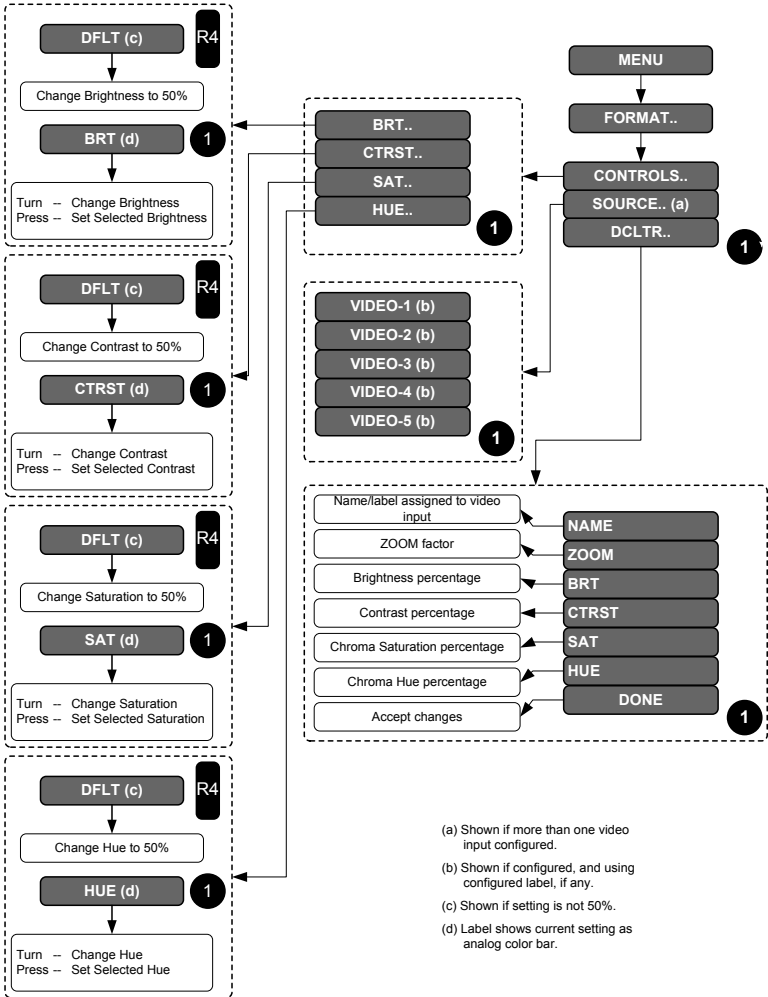 DFLT (c)
R4
Change Brightness to 50%
BRT (d)
1
Turn -- Change Brightness
Press -- Set Selected Brightness
DFLT (c)
R4
Change Contrast to 50%
CTRST (d)
1
Turn -- Change Contrast
Press -- Set Selected Contrast
DFLT (c)
R4
Change Saturation to 50%
SAT (d)
1
Turn -- Change Saturation
Press -- Set Selected Saturation
DFLT (c)
R4
Change Hue to 50%
HUE (d)
1
Turn -- Change Hue
Press -- Set Selected Hue
BRT..
CTRST..
SAT..
HUE..
1
MENU
FORMAT..
CONTROLS..
SOURCE.. (a)
DCLTR..
1
VIDEO-1 (b)
VIDEO-2 (b)
VIDEO-3 (b)
VIDEO-4 (b)
VIDEO-5 (b)
1
Name/label assigned to video
input
ZOOM factor
Brightness percentage
Contrast percentage
Chroma Saturation percentage
Chroma Hue percentage
Accept changes
NAME
ZOOM
BRT
CTRST
SAT
HUE
DONE
1
(a) Shown if more than one video
input configured.
(b) Shown if configured, and using
configured label, if any.
(c) Shown if setting is not 50%.
(d) Label shows current setting as
analog color bar.